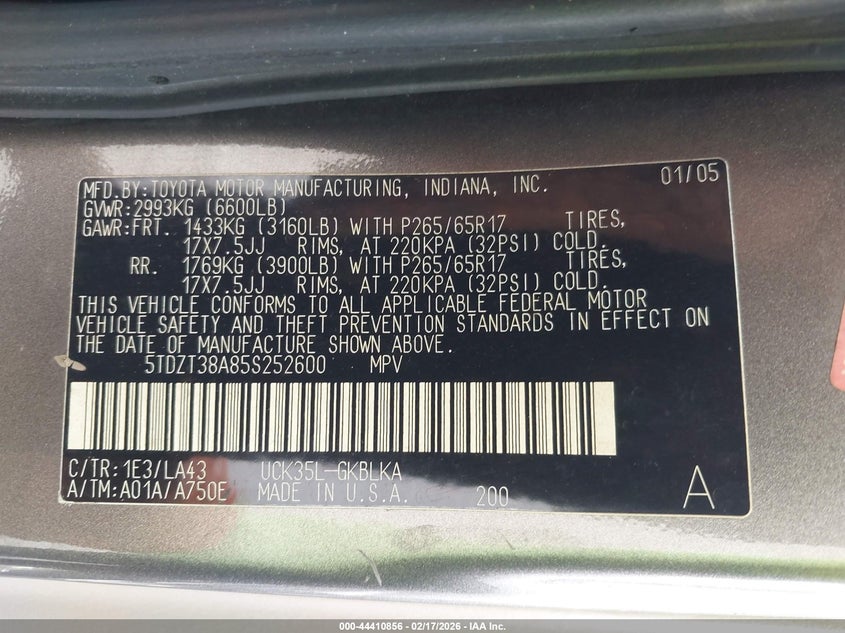 MFD.BY:TOYOTA MOTOR MANUFACTURING, INDIANA, INC. 01/05
GVWR:2993KG (6600LB)
GAWR:FRT. 1433KG (3160LB) WITH P265/65R17 TIRES,
17X7.5JJ RIMS, AT 220KPA (32PSI) COLD.
RR. 1769KG (3900LB) WITH P265/65R17 TIRES,
17X7.5JJ RIMS, AT 220KPA (32PSI) COLD.
THIS VEHICLE CONFORMS TO ALL APPLICABLE FEDERAL MOTOR
VEHICLE SAFETY AND THEFT PREVENTION STANDARDS IN EFFECT ON
THE DATE OF MANUFACTURE SHOWN ABOVE.
5TDZT38A85S252600 MPV
C/TR:1E3/LA43 UCK35L-GKBLKA
A/TM:A01A/A750E MADE IN U.S.A. 200 A
000-44410856 - 02/17/2026 - IAA Inc.